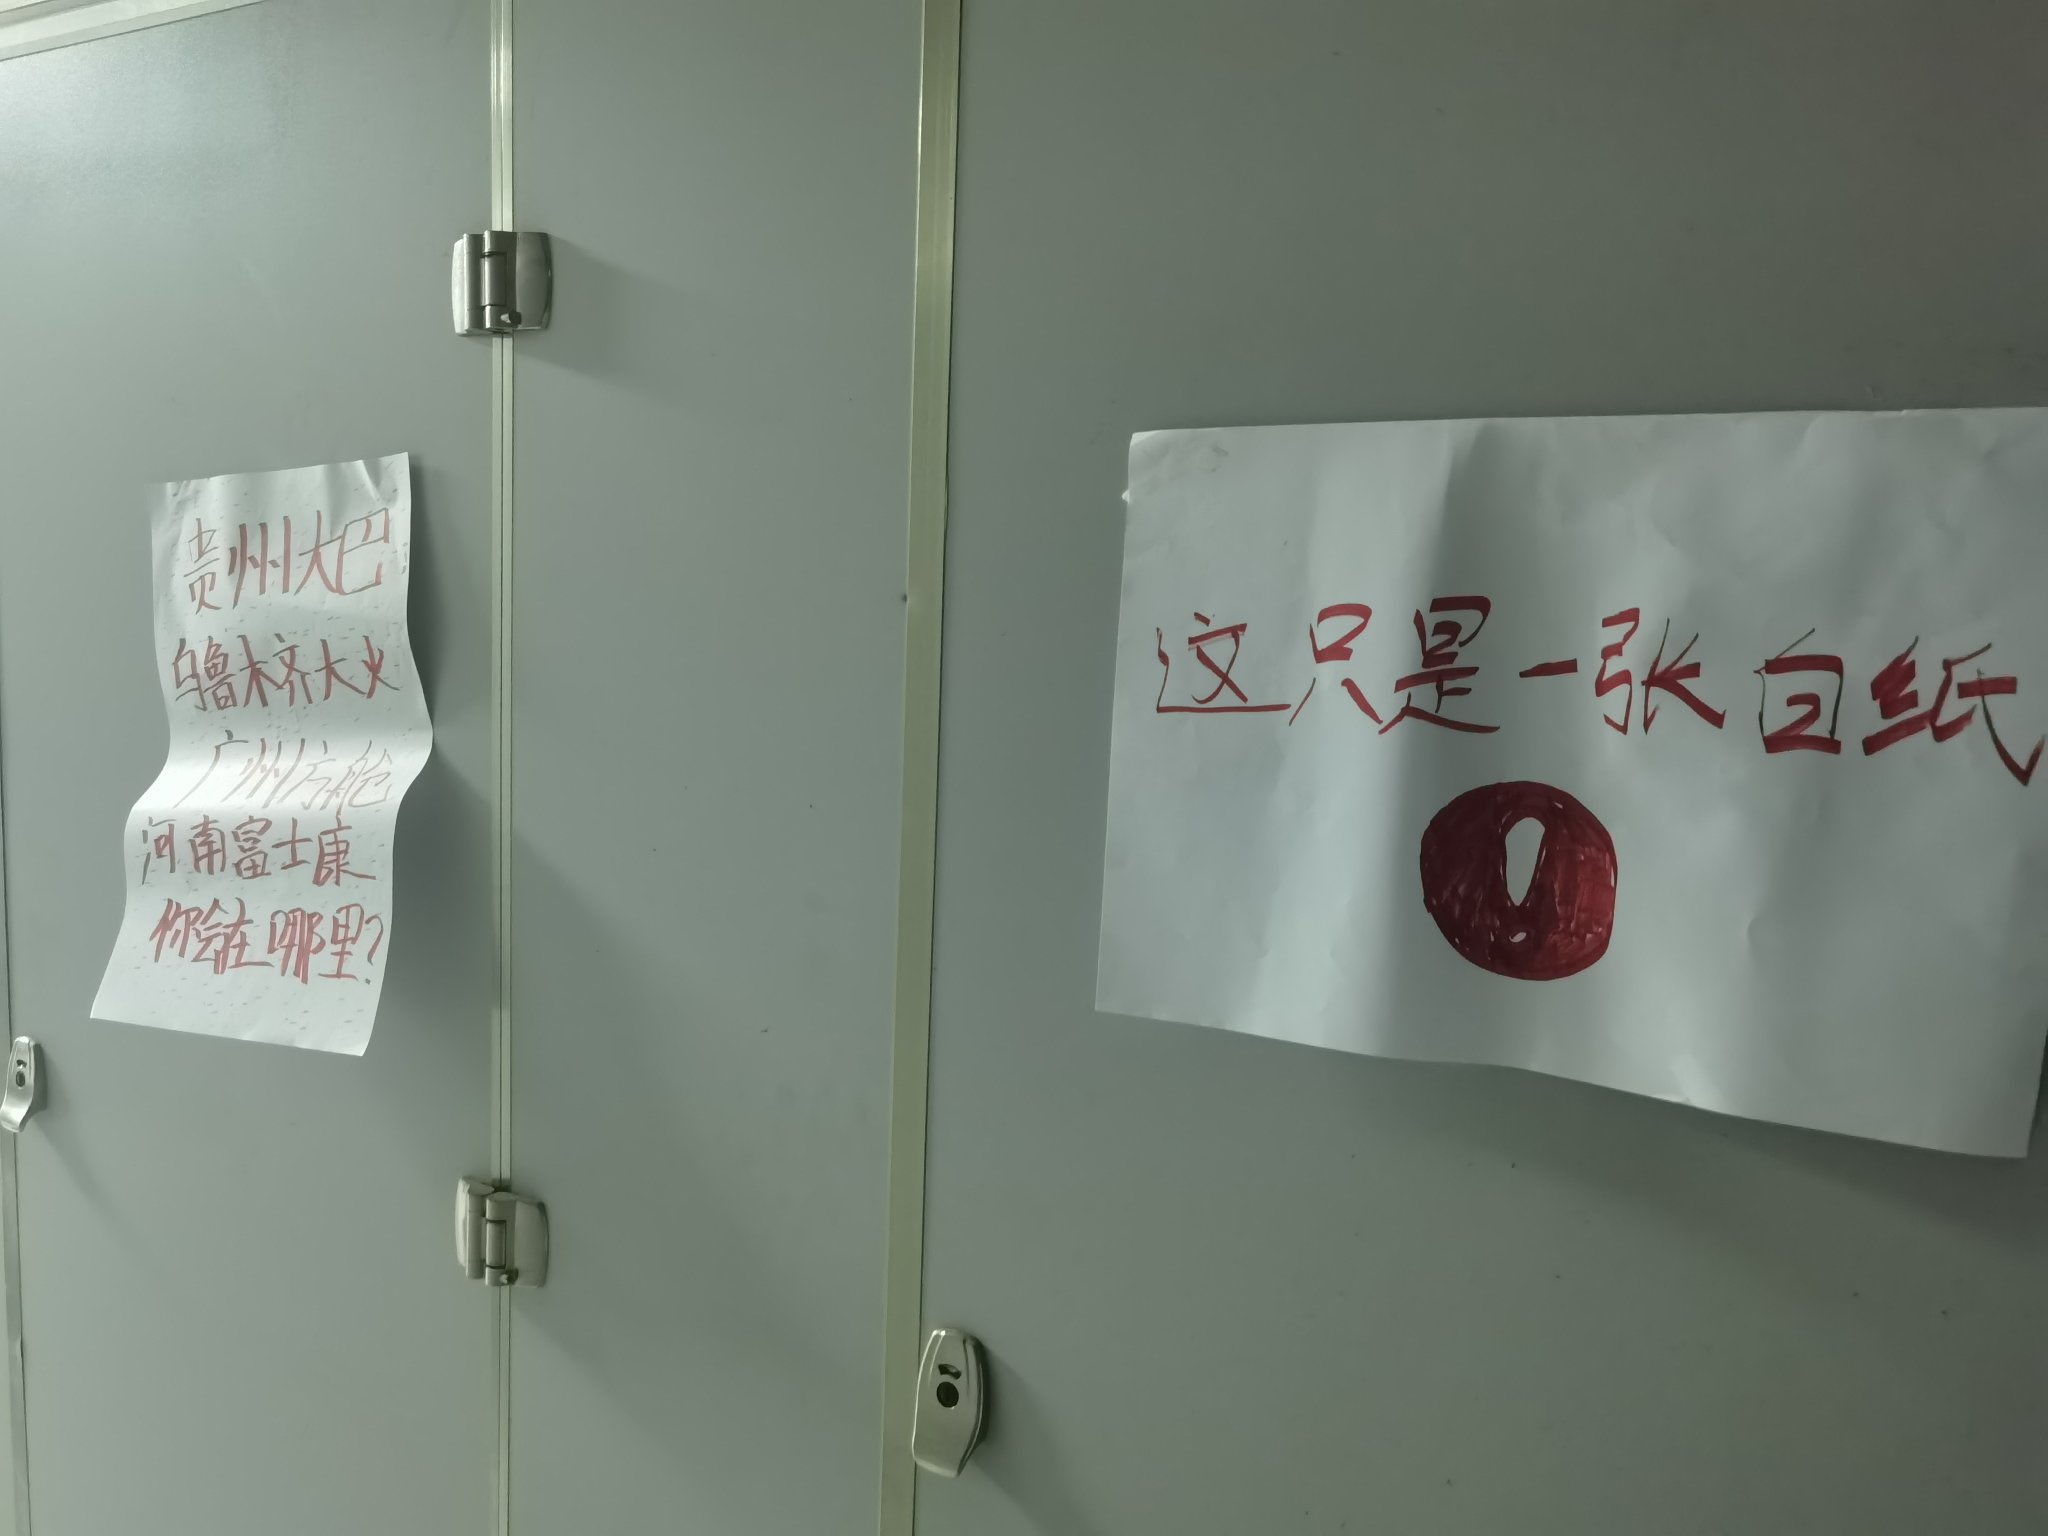 贵州大巴
乌鲁木齐大火
广州方舱
河南富士康
你会在哪里?
这只是一张白纸
!